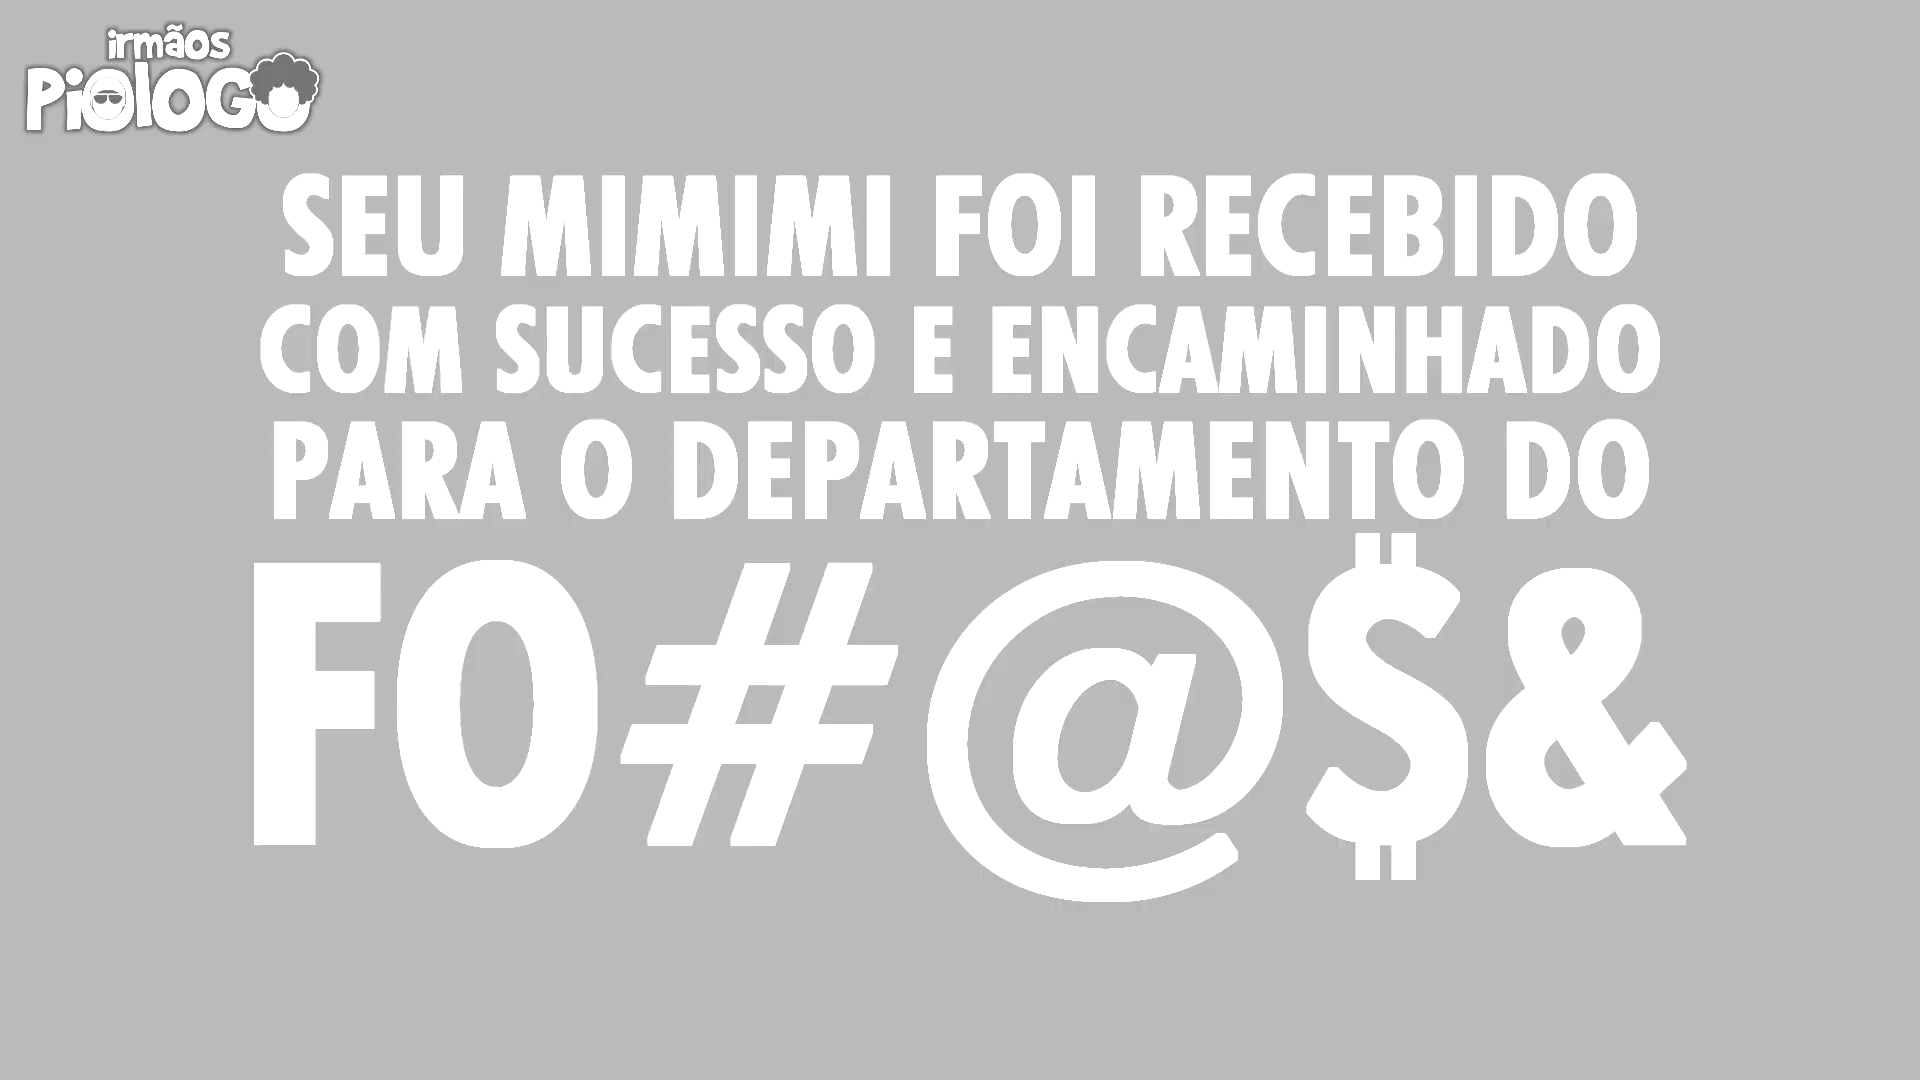 irmãos
PiOlOGO
SEU MIMIMI FOI RECEBIDO
COM SUCESSO E ENCAMINHADO
PARA O DEPARTAMENTO DO
FO#@$&